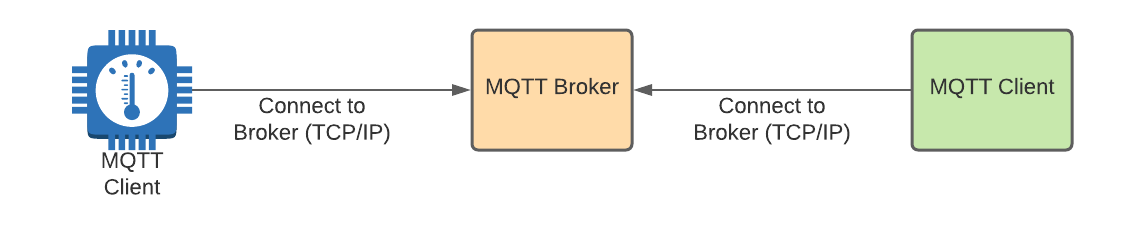 MQTT Broker
MQTT Client
Connect to
Broker (TCP/IP)
Connect to
Broker (TCP/IP)
MQTT
Client